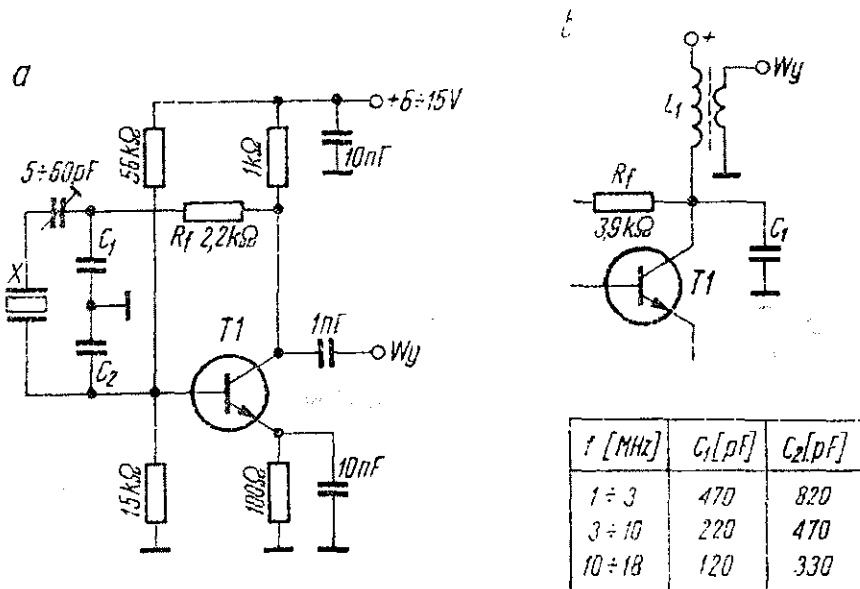 a
+6÷15V
56kΩ
1kΩ
10nF
5÷60pF
C₁
Rf 2,2kΩ
X
C₂
T1
1nF
Wy
15kΩ
100Ω
10nF
+
L₁
Wy
Rf
3,9kΩ
C₁
T1
f [MHz] C₁[pF] C₂[pF]
1÷3 470 820
3÷10 220 470
10÷18 120 330